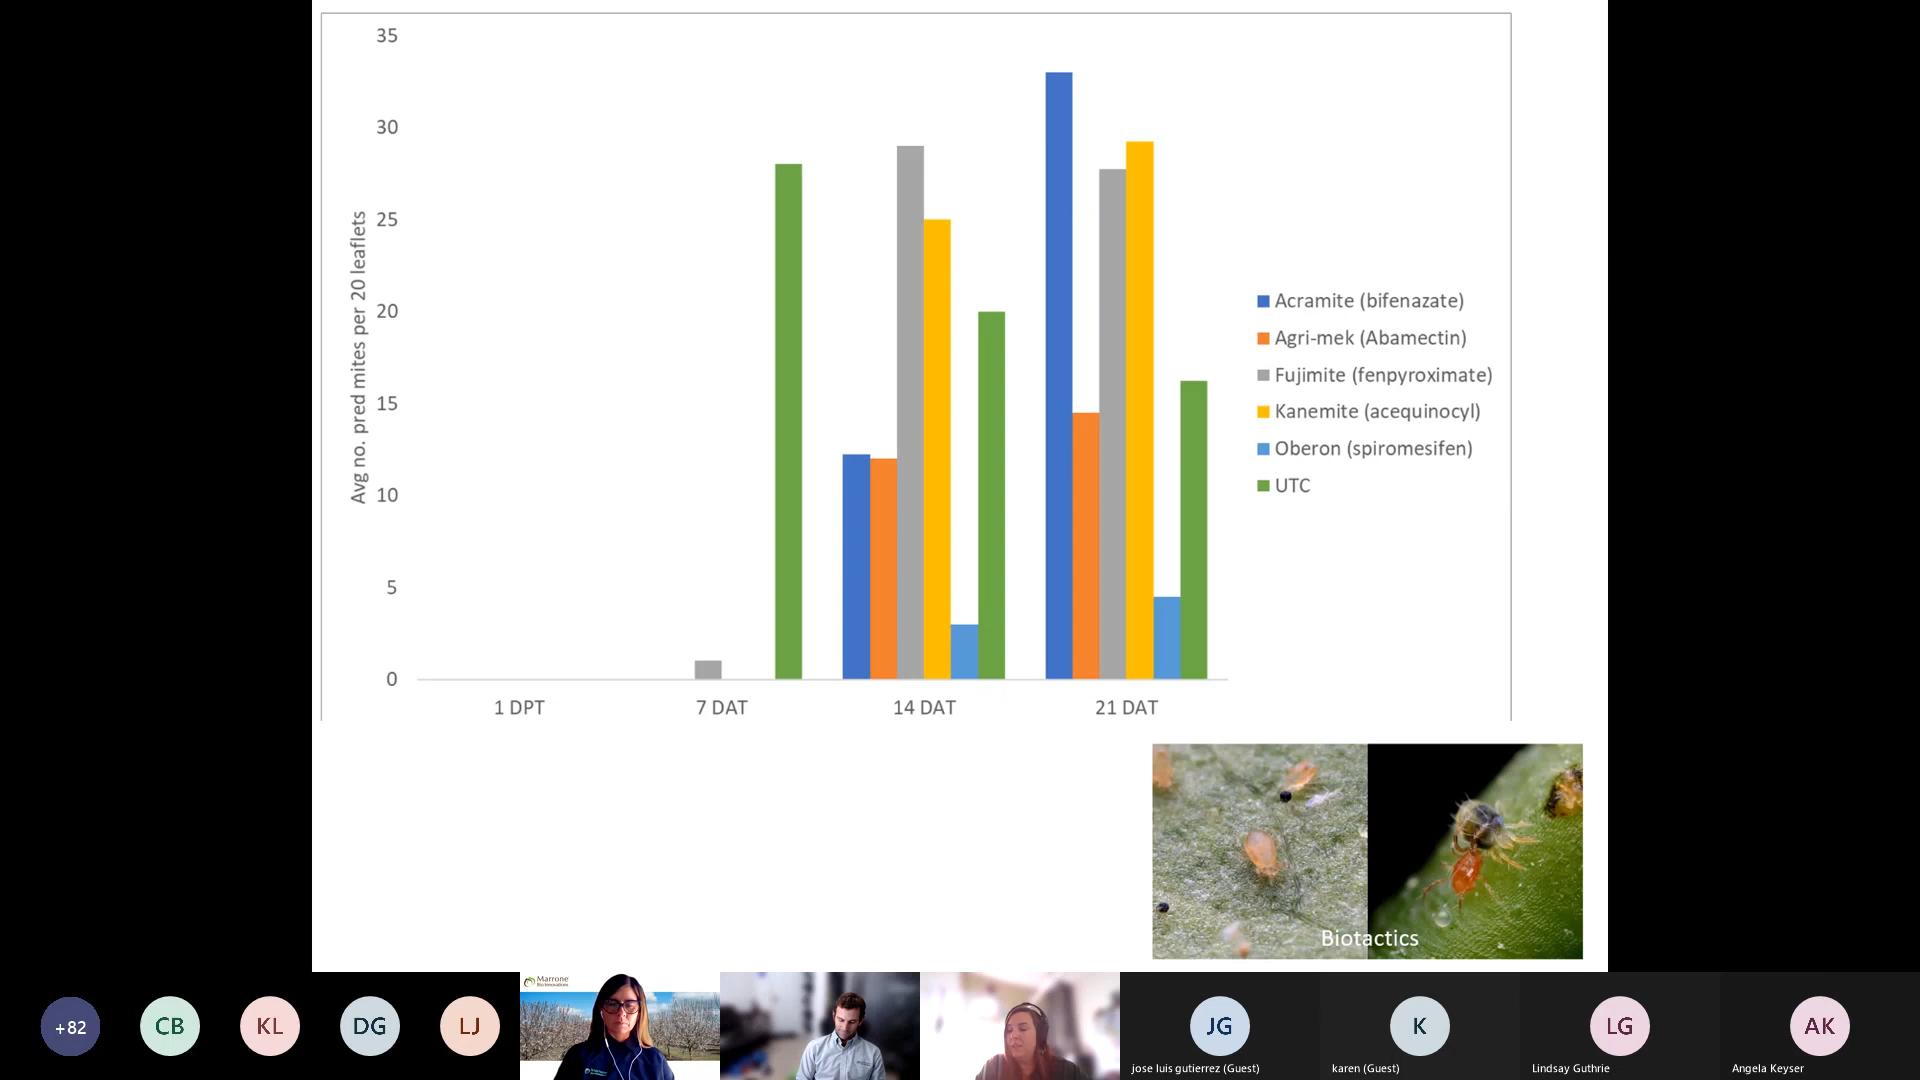 35
30
25
20
15
10
5
0
Avg no. pred mites per 20 leaflets
1 DPT
7 DAT
14 DAT
21 DAT
Acramite (bifenazate)
Agri-mek (Abamectin)
Fujimite (fenpyroximate)
Kanemite (acequinocyl)
Oberon (spiromesifen)
UTC
Biotactics
+82
CB
KL
DG
LJ
Marrone
Bio Innovations
JG
jose luis gutierrez (Guest)
K
karen (Guest)
LG
Lindsay Guthrie
AK
Angela Keyser